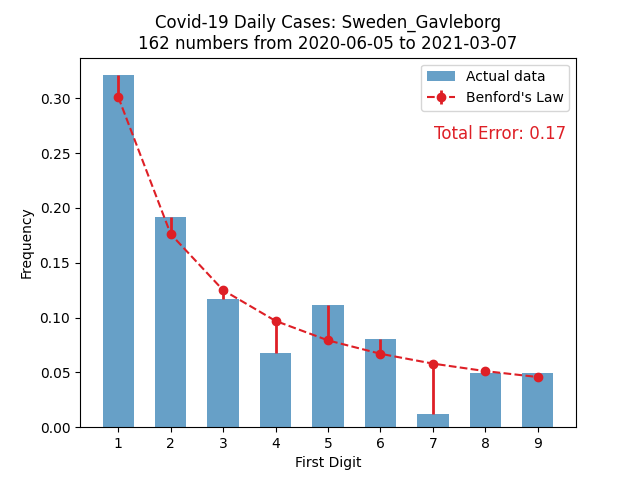 Covid-19 Daily Cases: Sweden_Gavleborg
162 numbers from 2020-06-05 to 2021-03-07
Actual data
Benford's Law
Total Error: 0.17
Frequency
0.30
0.25
0.20
0.15
0.10
0.05
0.00
1 2 3 4 5 6 7 8 9
First Digit